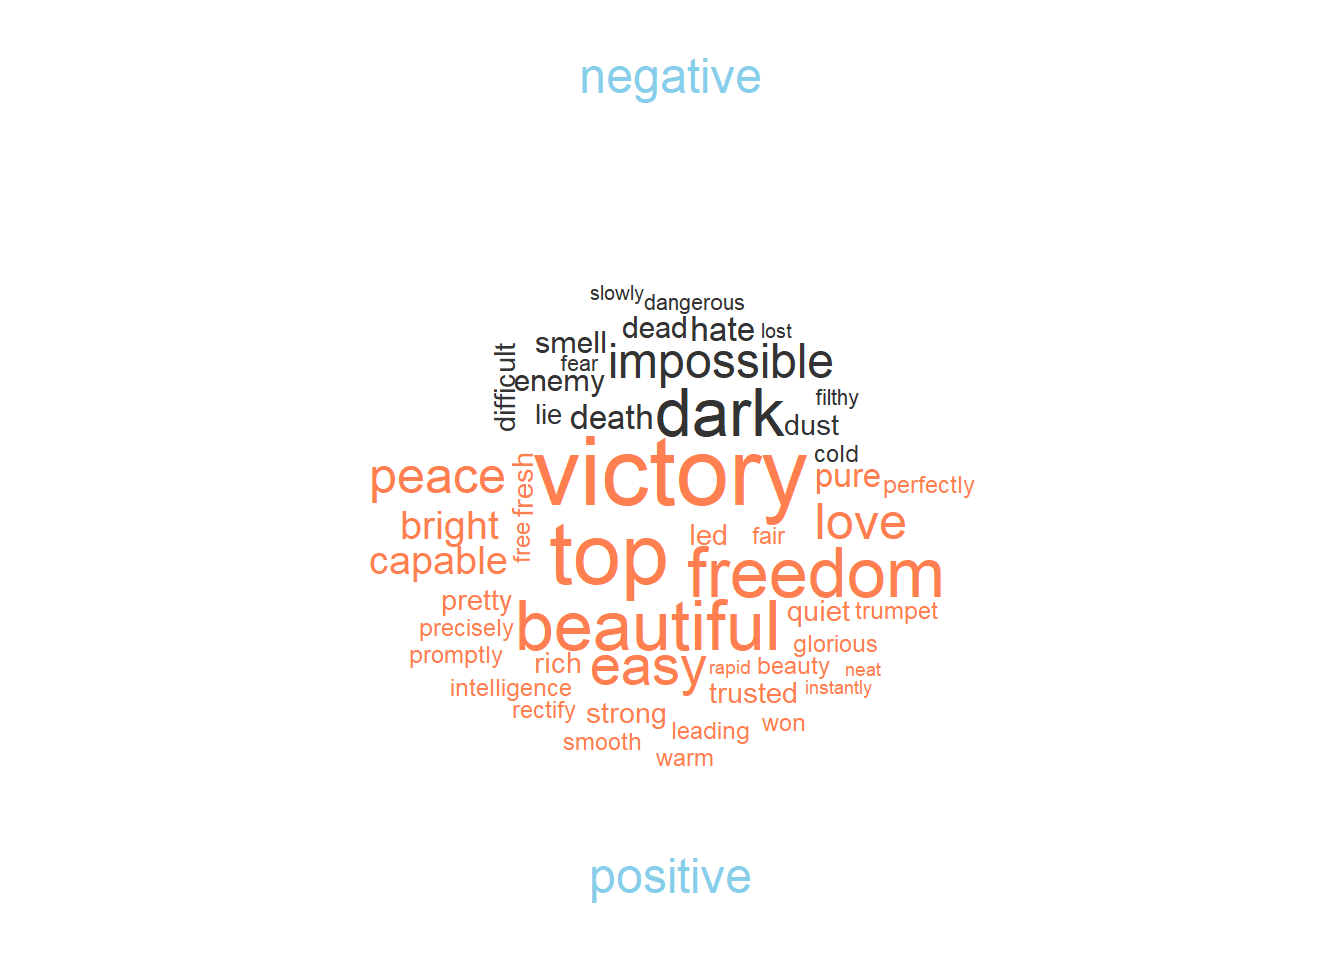 negative
slowly
dangerous
dead
hate
lost
smell
impossible
difficult
fear
enemy
filthy
lie
death
dark
dust
cold
victory
peace
fresh
pure
perfectly
bright
free
led
fair
love
top
capable
freedom
pretty
beautiful
quiet
trumpet
precisely
glorious
promptly
rich
easy
rapid
beauty
neat
intelligence
trusted
instantly
rectify
strong
leading
won
smooth
warm
positive